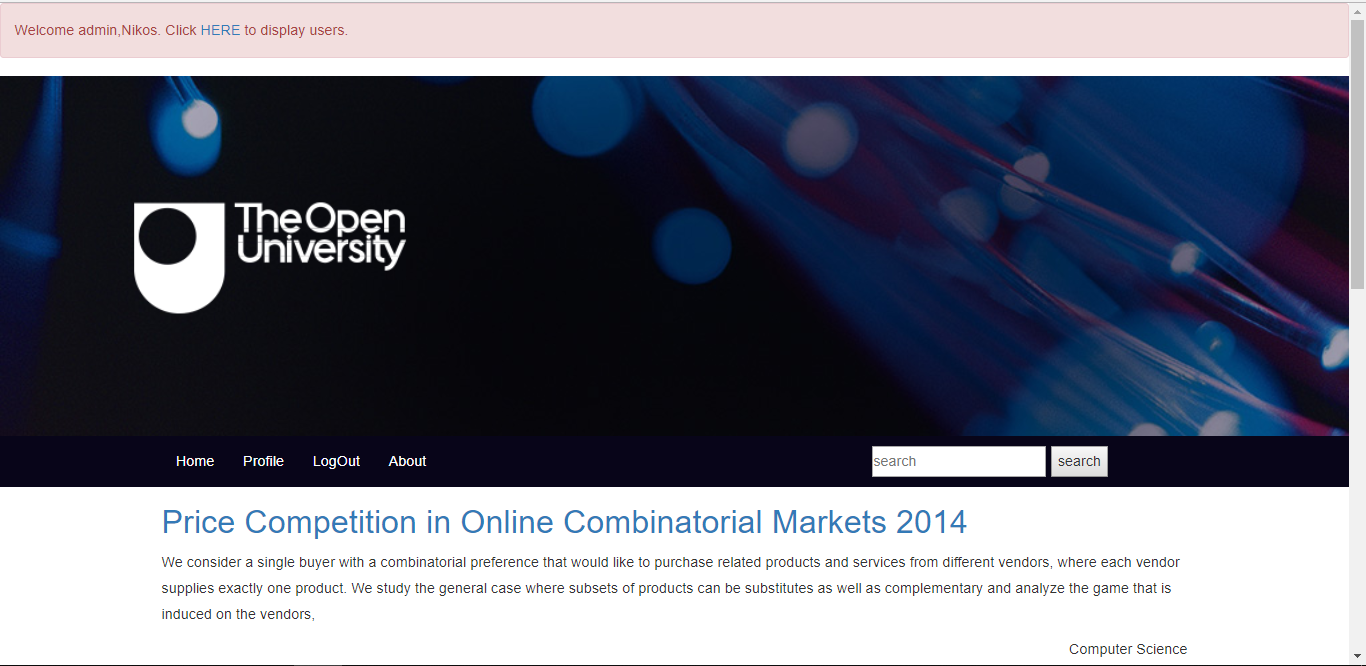 Welcome admin,Nikos. Click HERE to display users.
The Open
University
Home Profile LogOut About search search
Price Competition in Online Combinatorial Markets 2014
We consider a single buyer with a combinatorial preference that would like to purchase related products and services from different vendors, where each vendor
supplies exactly one product. We study the general case where subsets of products can be substitutes as well as complementary and analyze the game that is
induced on the vendors,
Computer Science